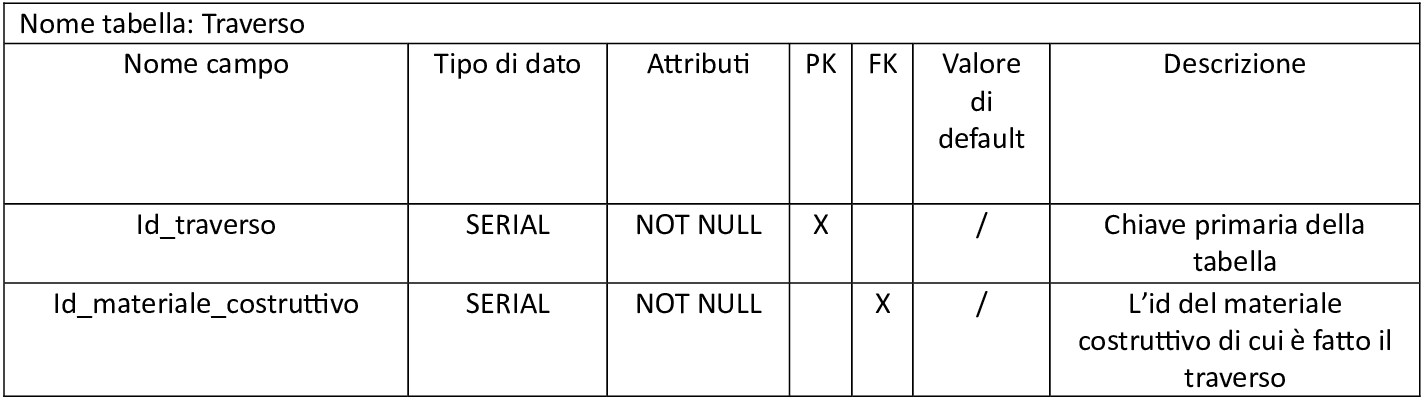 Nome tabella: Traverso
Nome campo Tipo di dato Attributi PK FK Valore di default Descrizione
Id_traverso SERIAL NOT NULL X / Chiave primaria della tabella
Id_materiale_costruttivo SERIAL NOT NULL X / L’id del materiale costruttivo di cui è fatto il traverso